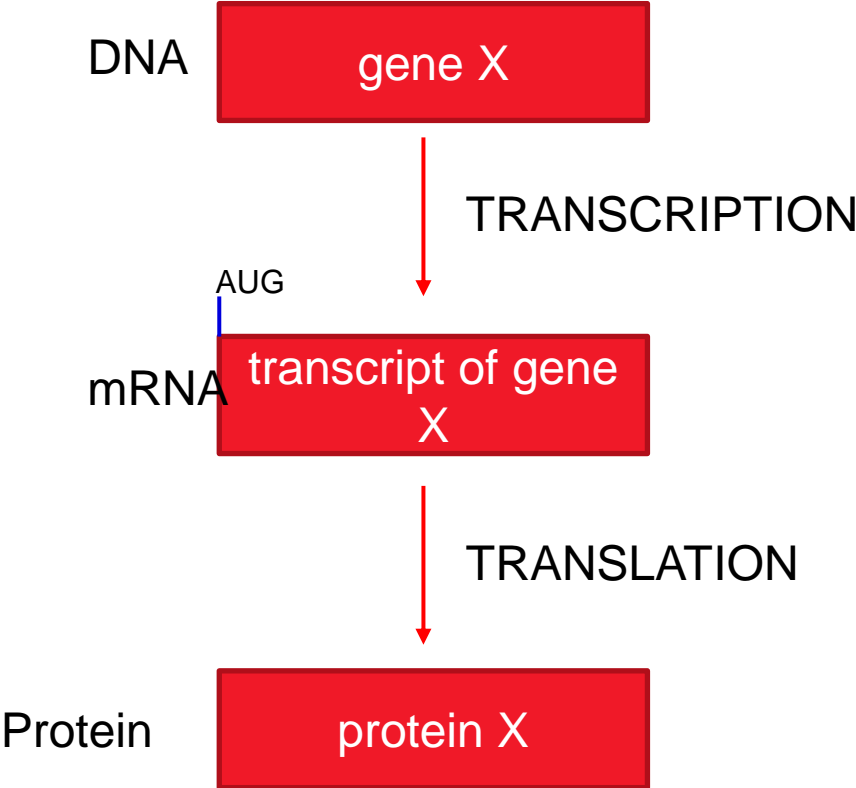 DNA
gene X
TRANSCRIPTION
AUG
mRNA
transcript of gene
X
TRANSLATION
Protein
protein X